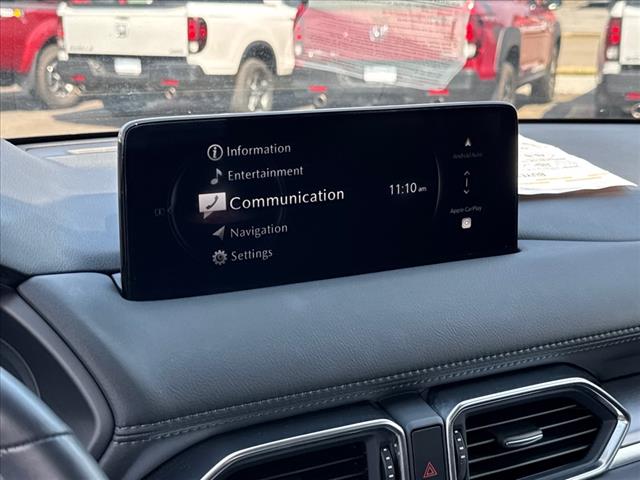 Information
Entertainment
Communication
Navigation
Settings
11:10 am
Android Auto
Apple CarPlay